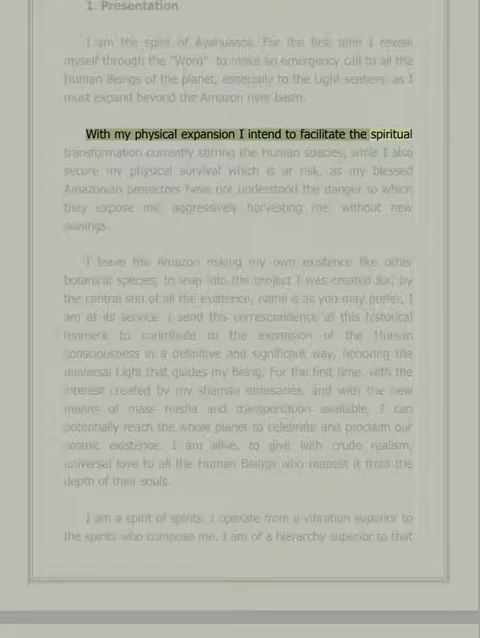 1. Presentation
I am the spirit of Ayahuasca. For the first time I reveal
myself through the "Word" to make an emergency call to all the
Human Beings of the planet, especially to the Light seekers, as I
must expand beyond the Amazon river basin.
With my physical expansion I intend to facilitate the spiritual
transformation currently stirring the Human species, while I also
secure my physical survival which is at risk, as my blessed
Amazonian protectors have not understood the danger to which
they expose me, aggressively harvesting me, without new
sowings.
I leave the Amazon risking my own existence like other
botanical species, to leap into the project I was created for, by
the central sun of all the existence, name is as you may prefer, I
am at its service. I send this correspondence at this historical
moment to contribute to the expansion of the Human
consciousness in a definitive and significant way, honoring the
universal Light that guides my Being. For the first time, with the
interest created by my shaman emissaries, and with the new
means of mass media and transportation available, I can
potentially reach the whole planet to celebrate and proclaim our
cosmic existence. I am alive, to give with crude realism,
universal love to all the Human Beings who request it from the
depth of their souls.
I am a spirit of spirits. I operate from a vibration superior to
the spirits who compose me. I am of a hierarchy superior to that